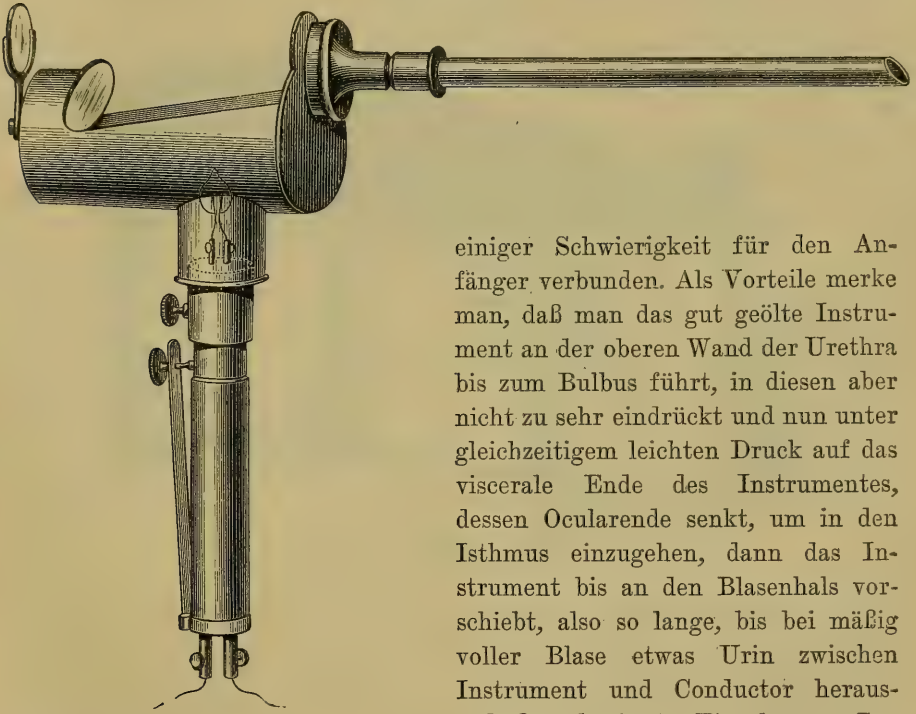 einiger Schwierigkeit für den An-
fänger verbunden. Als Vorteile merke
man, daß man das gut geölte Instru-
ment an der oberen Wand der Urethra
bis zum Bulbus führt, in diesen aber
nicht zu sehr eindrückt und nun unter
gleichzeitigem leichten Druck auf das
viscerale Ende des Instrumentes,
dessen Ocularende senkt, um in den
Isthmus einzugehen, dann das In-
strument bis an den Blasenhals vor-
schiebt, also so lange, bis bei mäßig
voller Blase etwas Urin zwischen
Instrument und Conductor heraus-